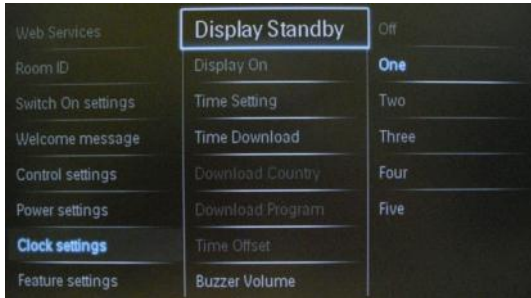 Web Services
Room ID
Switch On settings
Welcome message
Control settings
Power settings
Clock settings
Feature settings
Display Standby
Display On
Time Setting
Time Download
Download Country
Download Program
Time Offset
Buzzer Volume
Off
One
Two
Three
Four
Five